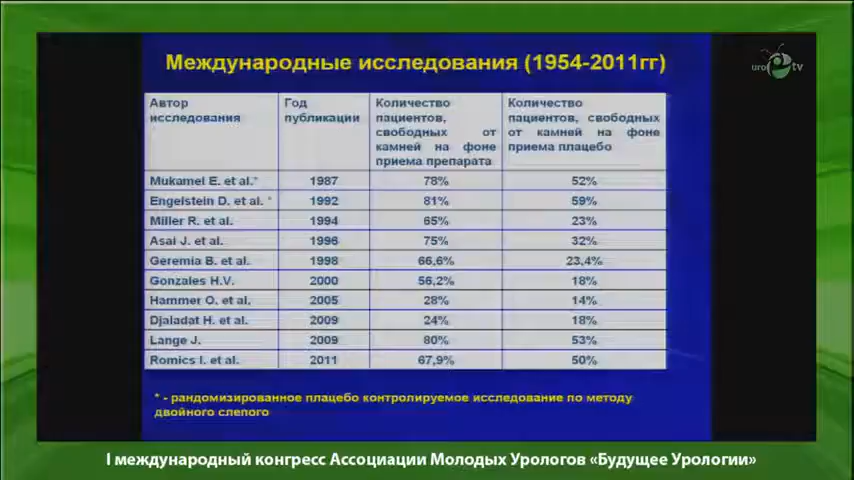 Международные исследования (1954-2011гг)
uro tv
Автор исследования Год публикации Количество пациентов, свободных от камней на фоне приема препарата Количество пациентов, свободных от камней на фоне приема плацебо
Mukamel E. et al.* 1987 78% 52%
Engelstein D. et al. * 1992 81% 59%
Miller R. et al. 1994 65% 23%
Asai J. et al. 1996 75% 32%
Geremia B. et al. 1998 66,6% 23,4%
Gonzales H.V. 2000 56,2% 18%
Hammer O. et al. 2005 28% 14%
Djaladat H. et al. 2009 24% 18%
Lange J. 2009 80% 53%
Romics I. et al. 2011 67,9% 50%
* - рандомизированное плацебо контролируемое исследование по методу
двойного слепого
I международный конгресс Ассоциации Молодых Урологов «Будущее Урологии»